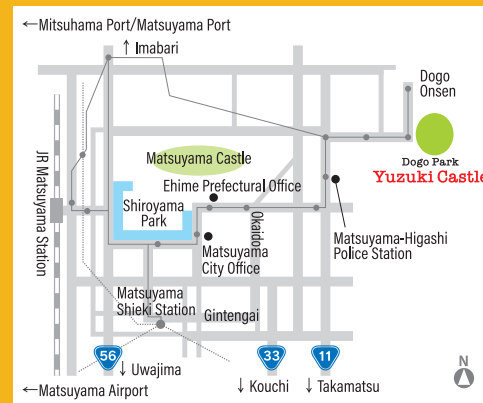 ←Mitsuhama Port/Matsuyama Port
↑ Imabari
Dogo
Onsen
Matsuyama Castle
Dogo Park
Yuzuki Castle
Ehime Prefectural Office
JR Matsuyama Station
Shiroyama
Park
Okaido
Matsuyama
City Office
Matsuyama-Higashi
Police Station
Matsuyama
Shieki Station
Gintengai
56
33
11
↓ Uwajima
↓ Kouchi
↓ Takamatsu
N
←Matsuyama Airport